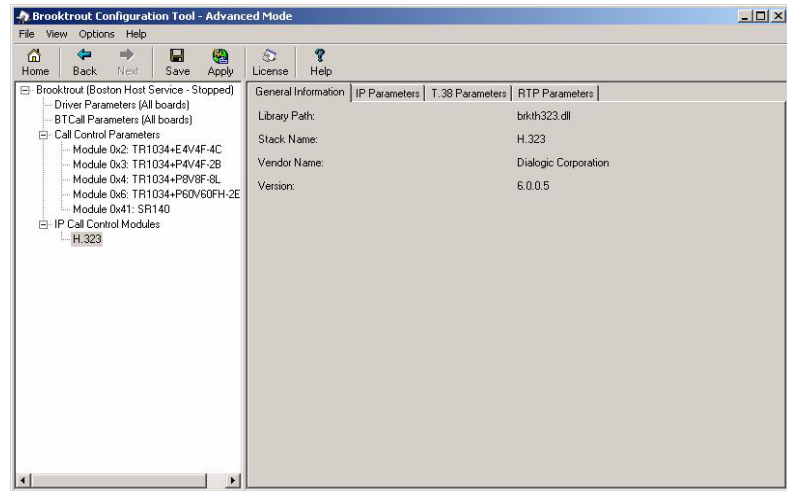 Brooktrout Configuration Tool - Advanced Mode
File View Options Help
Home Back Next Save Apply License Help
Brooktrout (Boston Host Service - Stopped)
Driver Parameters (All boards)
BTCall Parameters (All boards)
Call Control Parameters
Module 0x2: TR1034+E4V4F-4C
Module 0x3: TR1034+P4V4F-2B
Module 0x4: TR1034+P8V8F-8L
Module 0x6: TR1034+P60V60FH-2E
Module 0x41: SR140
IP Call Control Modules
H.323
General Information IP Parameters T.38 Parameters RTP Parameters
Library Path: brkth323.dll
Stack Name: H.323
Vendor Name: Dialogic Corporation
Version: 6.0.0.5